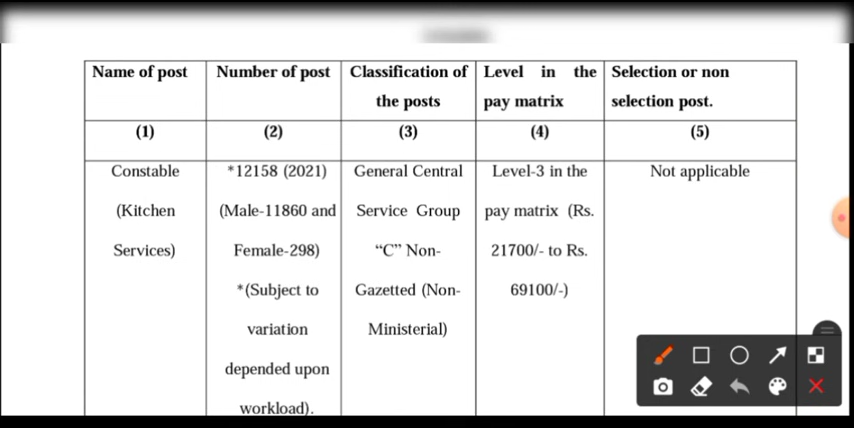 Name of post Number of post Classification of the posts Level in the pay matrix Selection or non selection post.
(1) (2) (3) (4) (5)
Constable *12158 (2021) General Central Level-3 in the Not applicable
(Kitchen (Male-11860 and Service Group pay matrix (Rs.
Services) Female-298) “C” Non- 21700/- to Rs.
*(Subject to Gazetted (Non- 69100/-)
variation Ministerial)
depended upon
workload).